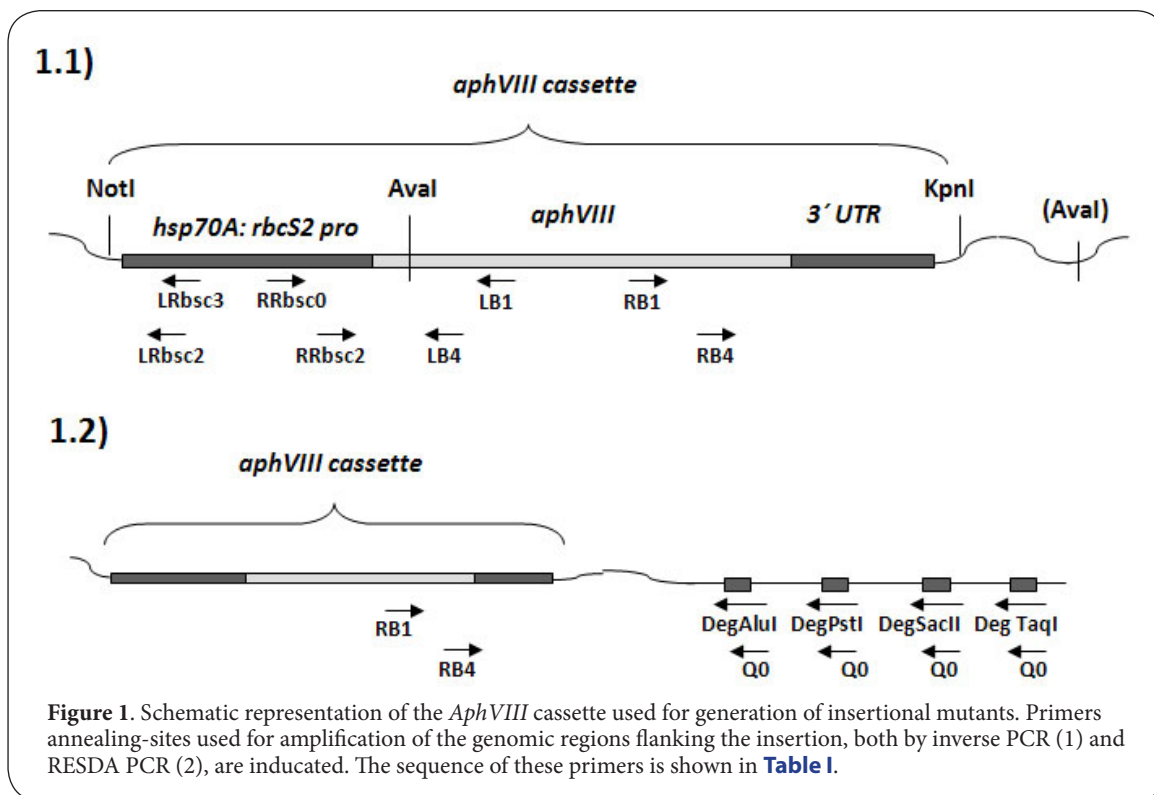 1.1)
aphVIII cassette
NotI AvaI KpnI
hsp70A: rbcS2 pro aphVIII 3´ UTR (AvaI)
LRbsc3 RRbsc0 LB1 RB1
LRbsc2 RRbsc2 LB4 RB4
1.2)
aphVIII cassette
RB1 DegAluI DegPstI DegSacII Deg TaqI
RB4 Q0 Q0 Q0 Q0
Figure 1. Schematic representation of the AphVIII cassette used for generation of insertional mutants. Primers
annealing-sites used for amplification of the genomic regions flanking the insertion, both by inverse PCR (1) and
RESDA PCR (2), are inducated. The sequence of these primers is shown in Table I.